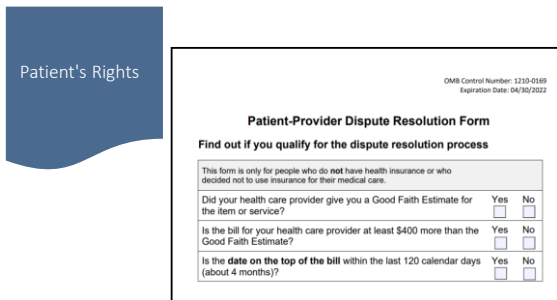 Patient's Rights
OMB Control Number: 1210-0169
Expiration Date: 04/30/2022
Patient-Provider Dispute Resolution Form
Find out if you qualify for the dispute resolution process
This form is only for people who do not have health insurance or who
decided not to use insurance for their medical care.
Did your health care provider give you a Good Faith Estimate for
the item or service?
Yes No
Is the bill for your health care provider at least $400 more than the
Good Faith Estimate?
Yes No
Is the date on the top of the bill within the last 120 calendar days
(about 4 months)?
Yes No